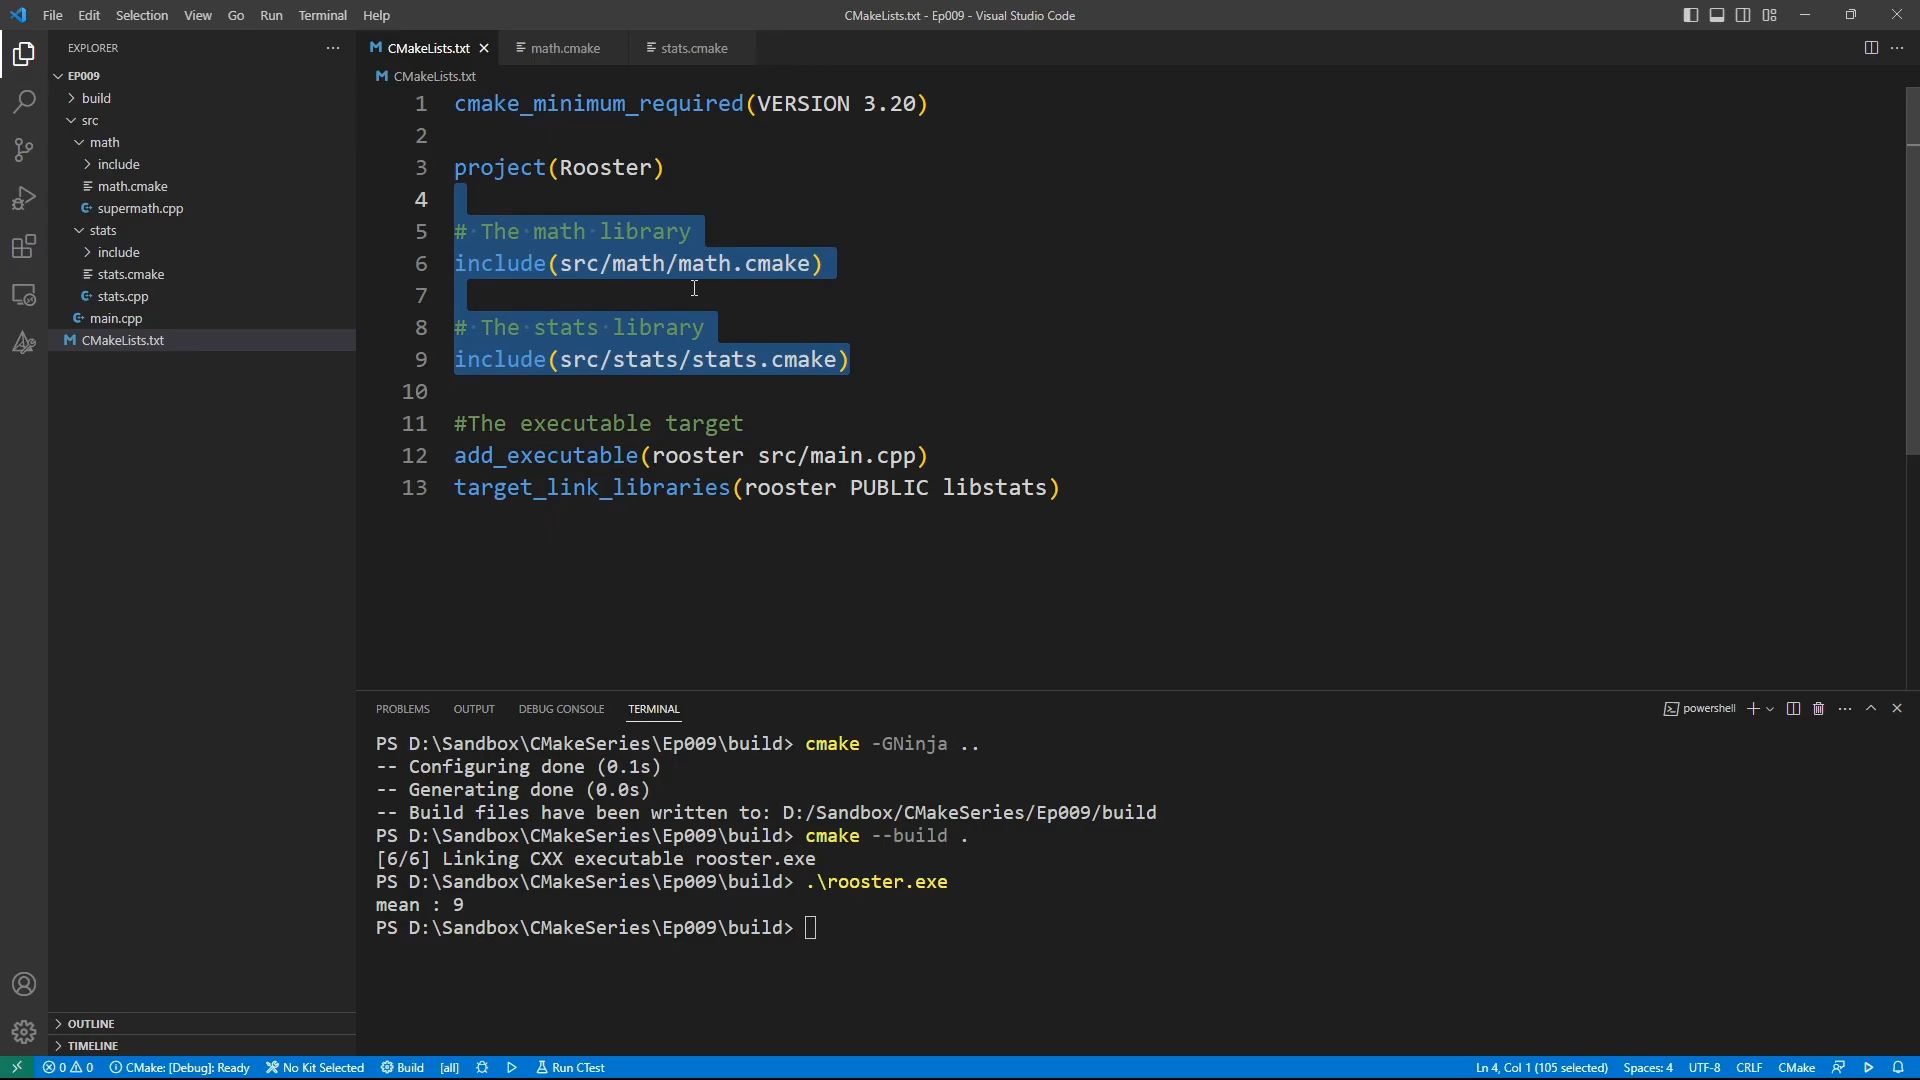 File Edit Selection View Go Run Terminal Help
CMakeLists.txt - Ep009 - Visual Studio Code
EXPLORER
EP009
build
src
math
include
math.cmake
supermath.cpp
stats
include
stats.cmake
stats.cpp
main.cpp
CMakeLists.txt
OUTLINE
TIMELINE
CMakeLists.txt math.cmake stats.cmake
CMakeLists.txt
1 cmake_minimum_required(VERSION 3.20)
2
3 project(Rooster)
4
5 # The math library
6 include(src/math/math.cmake)
7
8 # The stats library
9 include(src/stats/stats.cmake)
10
11 #The executable target
12 add_executable(rooster src/main.cpp)
13 target_link_libraries(rooster PUBLIC libstats)
PROBLEMS OUTPUT DEBUG CONSOLE TERMINAL
powershell
PS D:\Sandbox\CMakeSeries\Ep009\build> cmake -GNinja ..
-- Configuring done (0.1s)
-- Generating done (0.0s)
-- Build files have been written to: D:/Sandbox/CMakeSeries/Ep009/build
PS D:\Sandbox\CMakeSeries\Ep009\build> cmake --build .
[6/6] Linking CXX executable rooster.exe
PS D:\Sandbox\CMakeSeries\Ep009\build> .\rooster.exe
mean : 9
PS D:\Sandbox\CMakeSeries\Ep009\build>
0 0 CMake: [Debug]: Ready No Kit Selected Build [all] Run CTest
Ln 4, Col 1 (105 selected) Spaces: 4 UTF-8 CRLF CMake